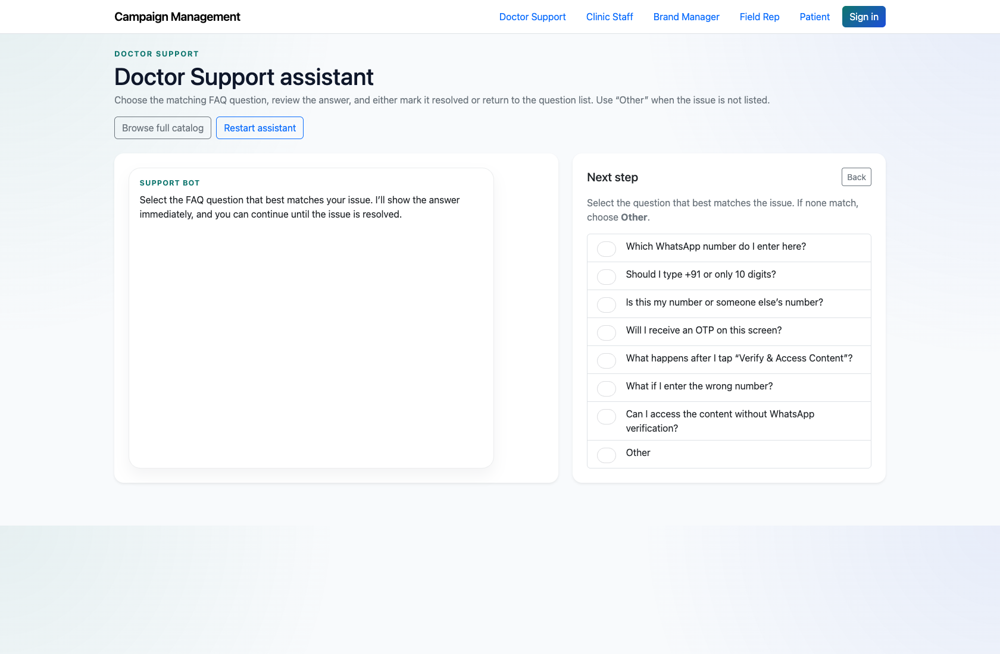 Campaign Management
Doctor Support
Clinic Staff
Brand Manager
Field Rep
Patient
Sign in
DOCTOR SUPPORT
Doctor Support assistant
Choose the matching FAQ question, review the answer, and either mark it resolved or return to the question list. Use “Other” when the issue is not listed.
Browse full catalog
Restart assistant
SUPPORT BOT
Select the FAQ question that best matches your issue. I’ll show the answer
immediately, and you can continue until the issue is resolved.
Next step
Back
Select the question that best matches the issue. If none match,
choose Other.
Which WhatsApp number do I enter here?
Should I type +91 or only 10 digits?
Is this my number or someone else’s number?
Will I receive an OTP on this screen?
What happens after I tap “Verify & Access Content”?
What if I enter the wrong number?
Can I access the content without WhatsApp
verification?
Other